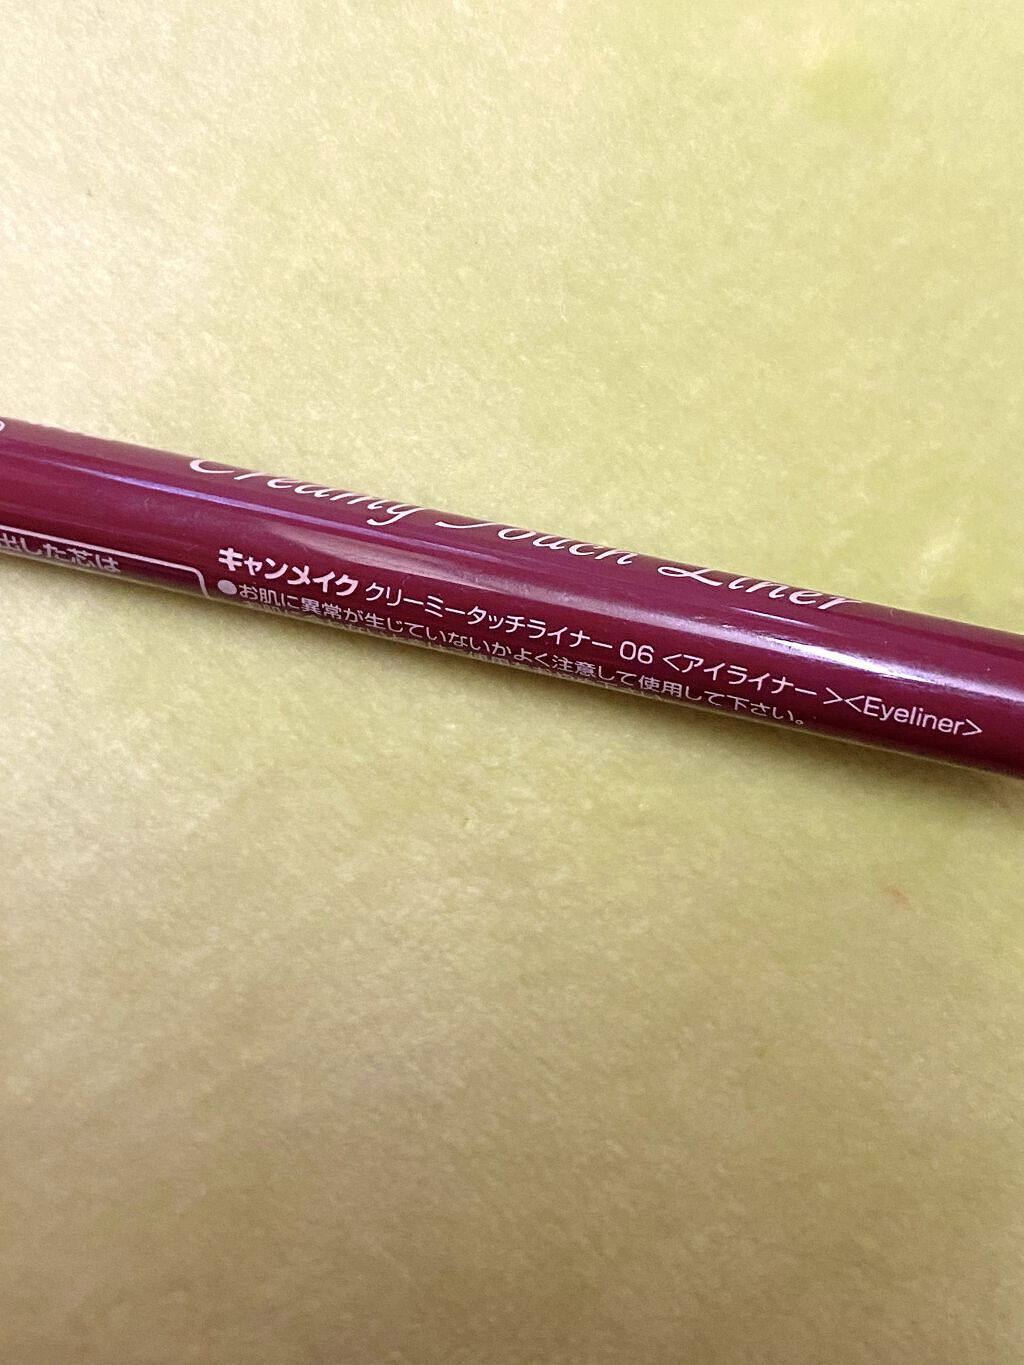 Creamy Touch Liner
出した芯は
キャンメイク クリーミータッチライナー 06 <アイライナー><Eyeliner>
●お肌に異常が生じていないかよく注意して使用して下さい。